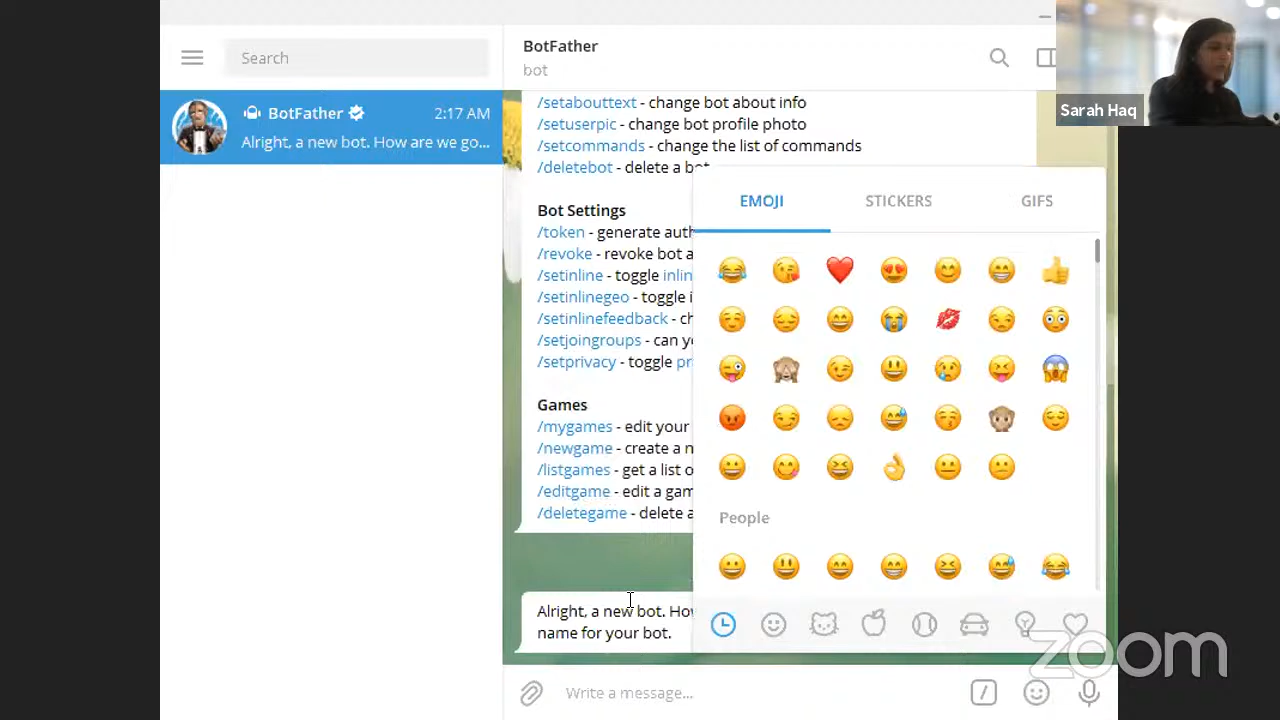 Search
BotFather
bot
BotFather 2:17 AM
Alright, a new bot. How are we go...
Sarah Haq
/setabouttext - change bot about info
/setuserpic - change bot profile photo
/setcommands - change the list of commands
/deletebot - delete a bot
Bot Settings
/token - generate auth
/revoke - revoke bot a
/setinline - toggle inlin
/setinlinegeo - toggle i
/setinlinefeedback - ch
/setjoingroups - can yo
/setprivacy - toggle pr
Games
/mygames - edit your
/newgame - create a n
/listgames - get a list o
/editgame - edit a gam
/deletegame - delete a
EMOJI STICKERS GIFS
People
Alright, a new bot. How
name for your bot.
Write a message...
zoom